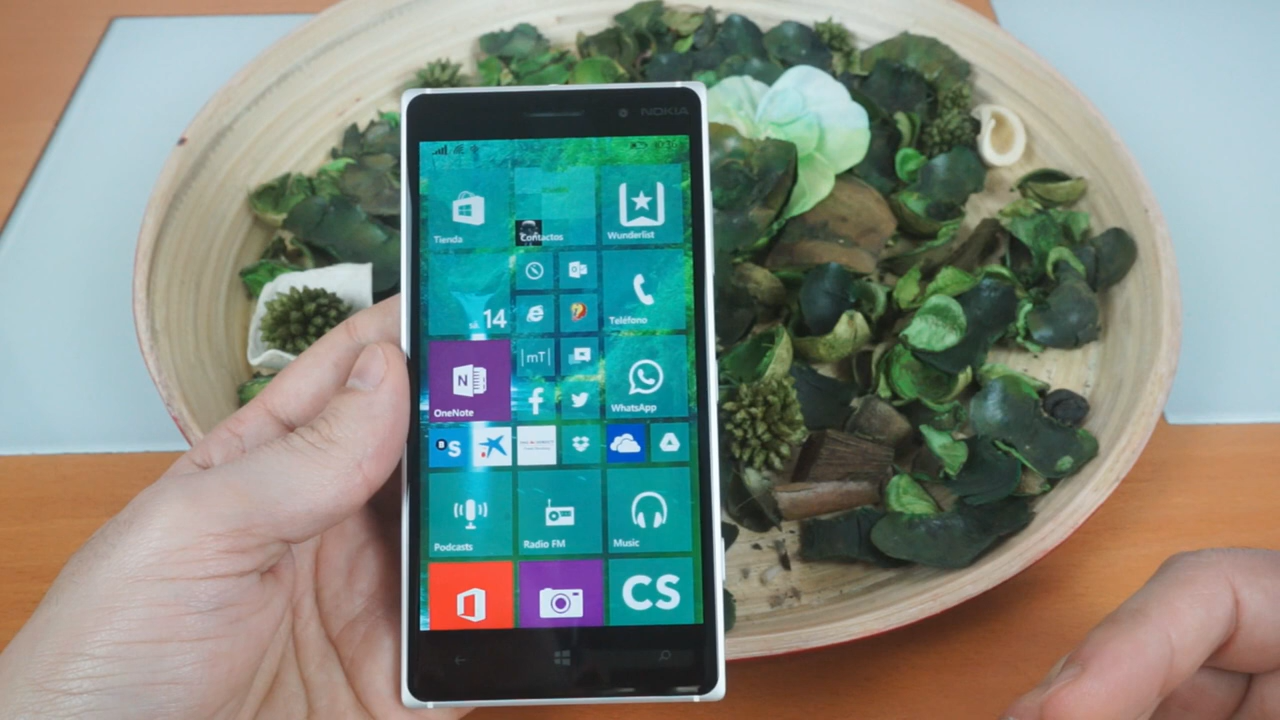 NOKIA
Tienda
Contactos
Wunderlist
14
Teléfono
|mT|
OneNote
N
WhatsApp
S
Podcasts
Radio FM
Music
CS